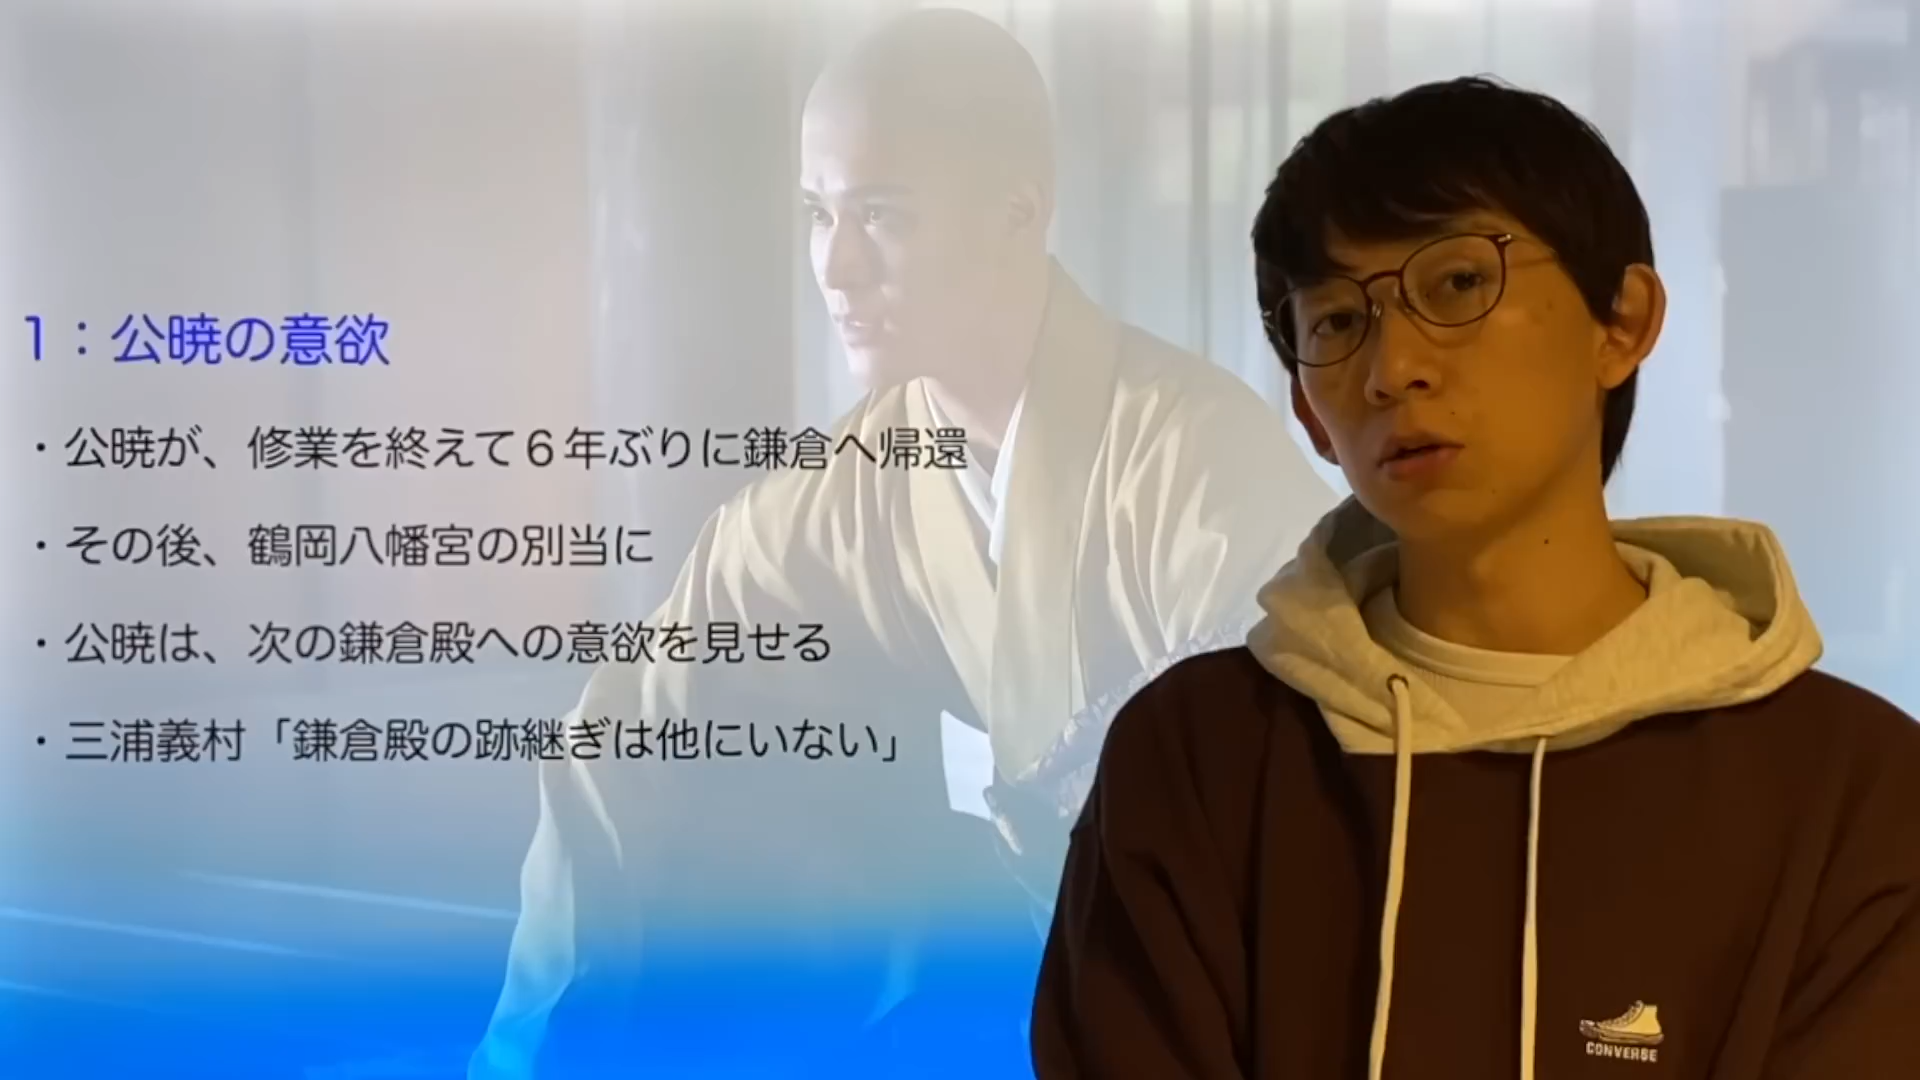 1：公暁の意欲
・公暁が、修業を終えて６年ぶりに鎌倉へ帰還
・その後、鶴岡八幡宮の別当に
・公暁は、次の鎌倉殿への意欲を見せる
・三浦義村「鎌倉殿の跡継ぎは他にいない」
CONVERSE